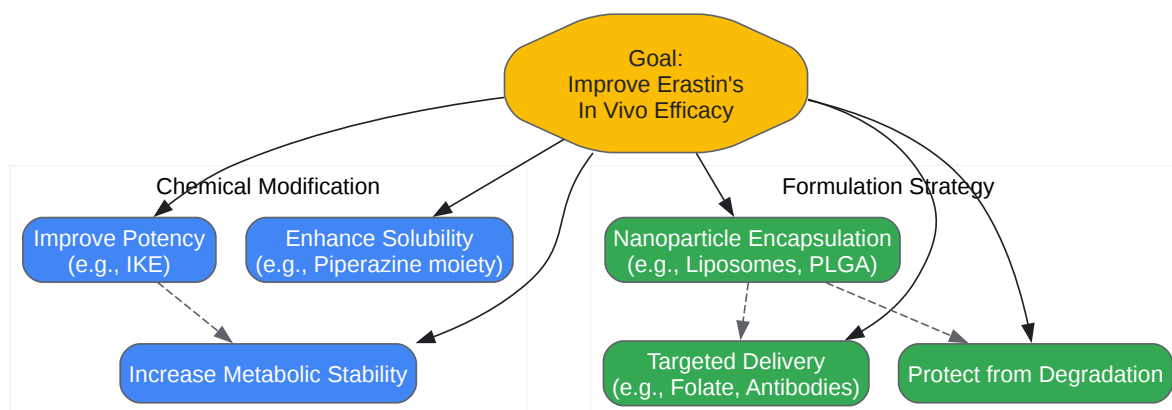 Goal:
Improve Erastin's
In Vivo Efficacy
Chemical Modification
Formulation Strategy
Improve Potency
(e.g., IKE)
Enhance Solubility
(e.g., Piperazine moiety)
Nanoparticle Encapsulation
(e.g., Liposomes, PLGA)
Increase Metabolic Stability
Targeted Delivery
(e.g., Folate, Antibodies)
Protect from Degradation